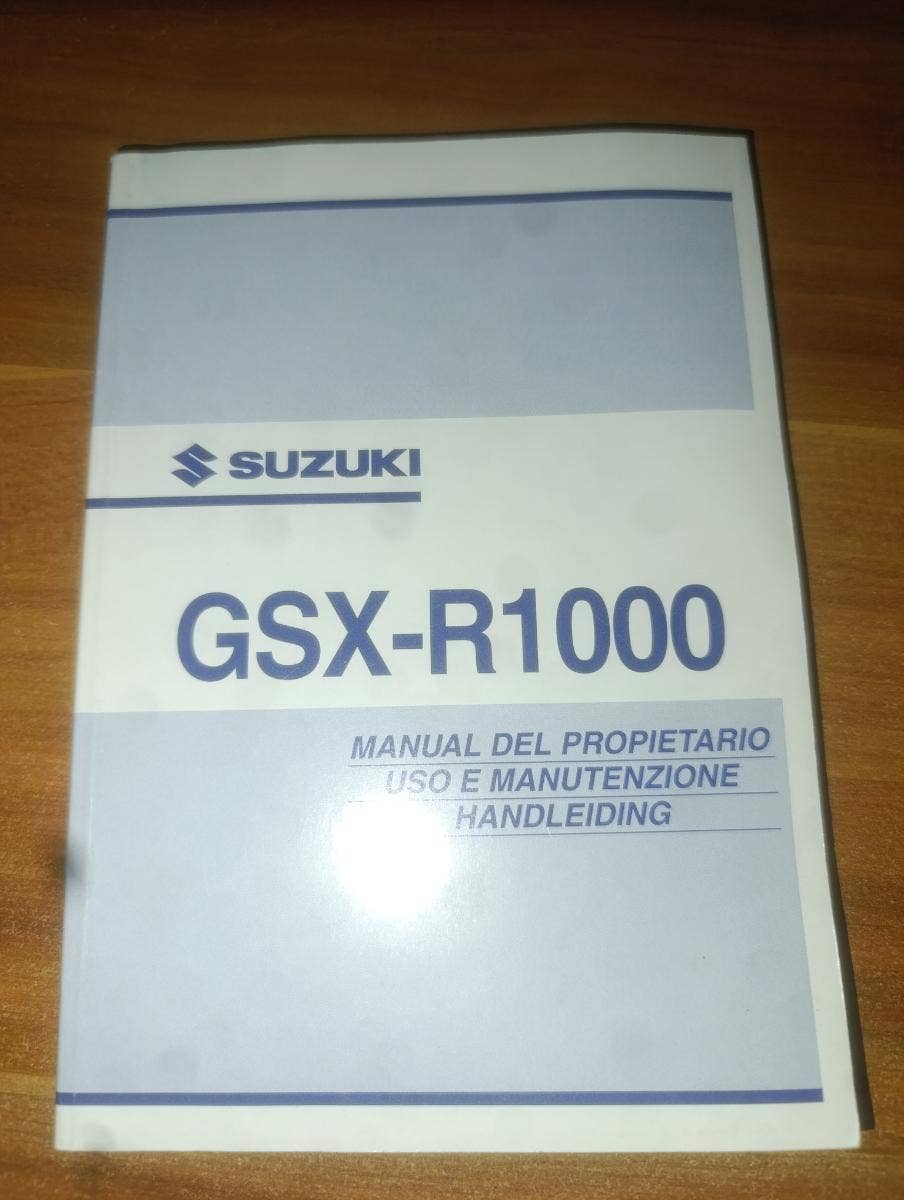 SUZUKI
GSX-R1000
MANUAL DEL PROPIETARIO
USO E MANUTENZIONE
HANDLEIDING